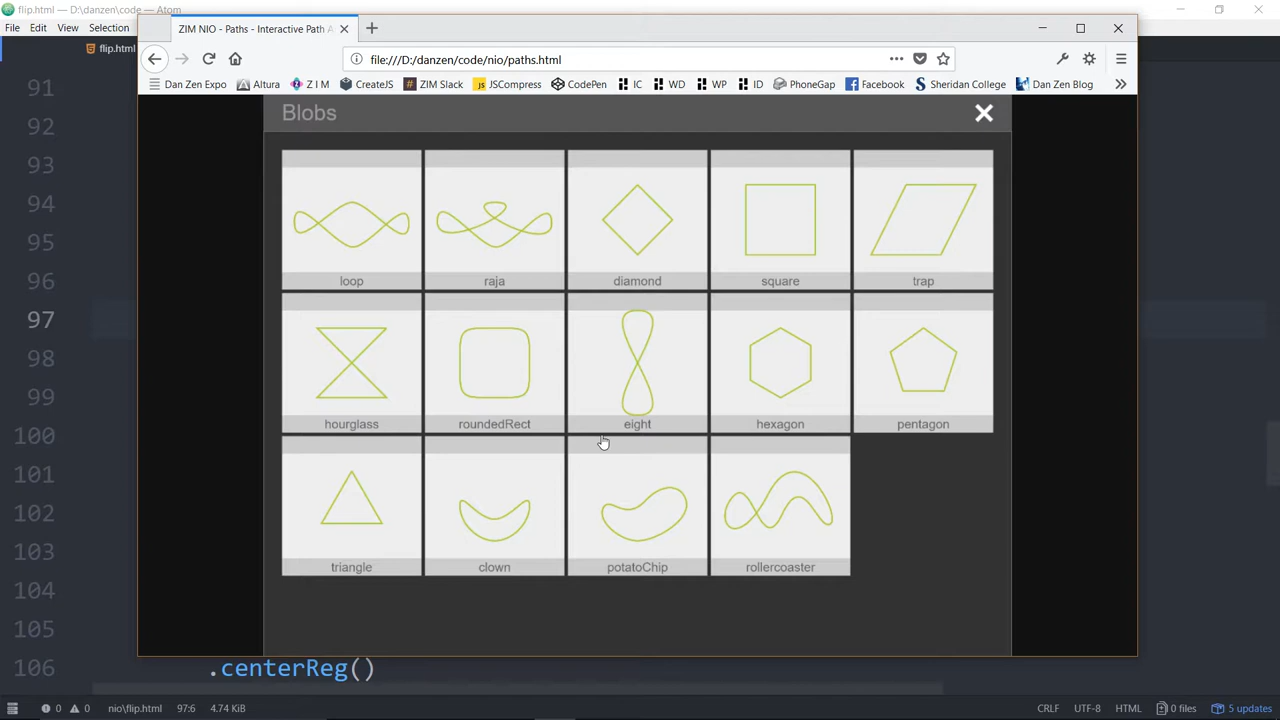 flip.html — D:\danzen\code — Atom
File Edit View Selection
flip.html
ZIM NIO - Paths - Interactive Path A
file:///D:/danzen/code/nio/paths.html
Dan Zen Expo Altura Z I M CreateJS ZIM Slack JSCompress CodePen IC WD WP ID PhoneGap Facebook Sheridan College Dan Zen Blog
Blobs
loop raja diamond square trap
hourglass roundedRect eight hexagon pentagon
triangle clown potatoChip rollercoaster
91
92
93
94
95
96
97
98
99
100
101
102
103
104
105
106 .centerReg()
0 0 nio\flip.html 97:6 4.74 KiB CRLF UTF-8 HTML 0 files 5 updates